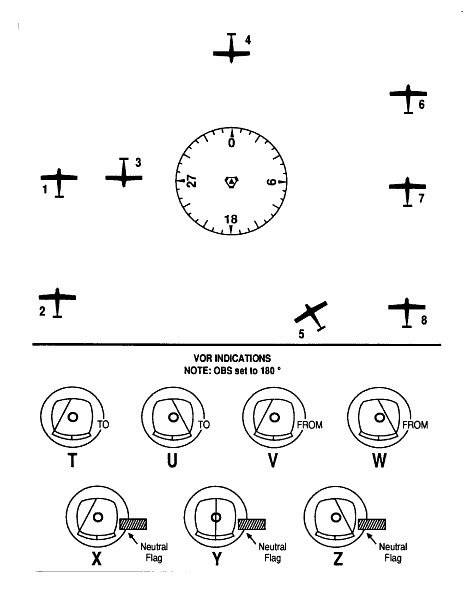 4
6
3
1
0
27
6
18
7
2
5
8
VOR INDICATIONS
NOTE: OBS set to 180 °
TO
TO
FROM
FROM
T
U
V
W
X
Neutral
Flag
Y
Neutral
Flag
Z
Neutral
Flag